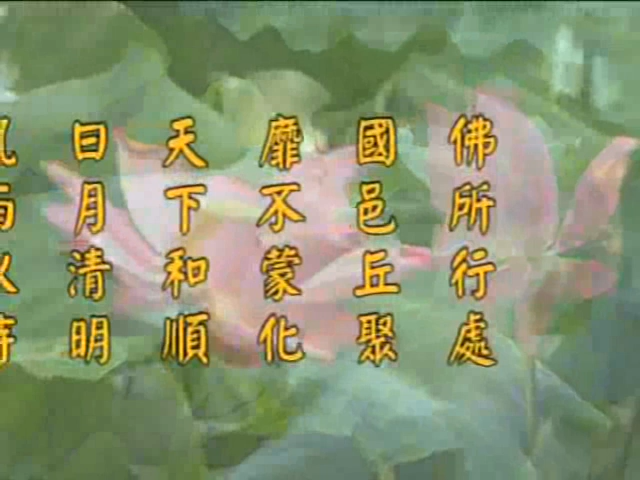 佛所行處
國邑丘聚
靡不蒙化
天下和順
日月清明